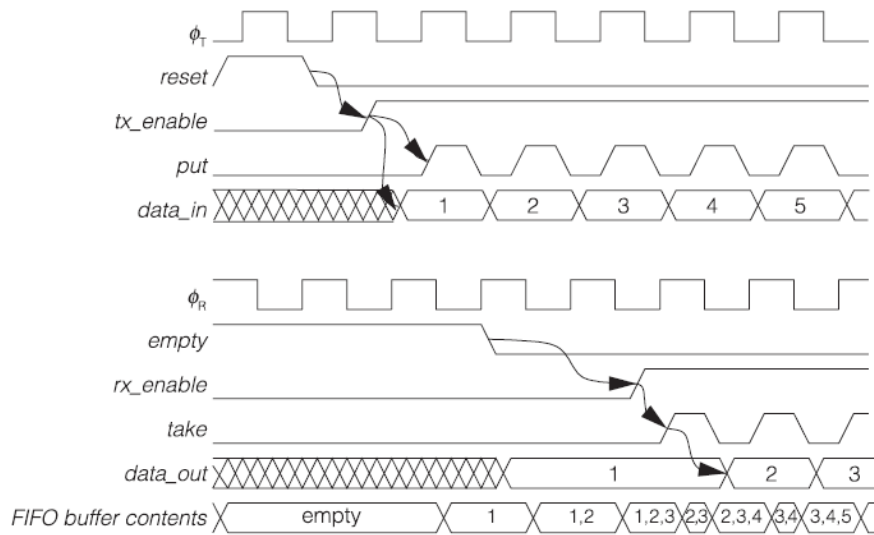 ϕT
reset
tx_enable
put
data_in 1 2 3 4 5
ϕR
empty
rx_enable
take
data_out 1 2 3
FIFO buffer contents empty 1 1,2 1,2,3 2,3 2,3,4 3,4 3,4,5